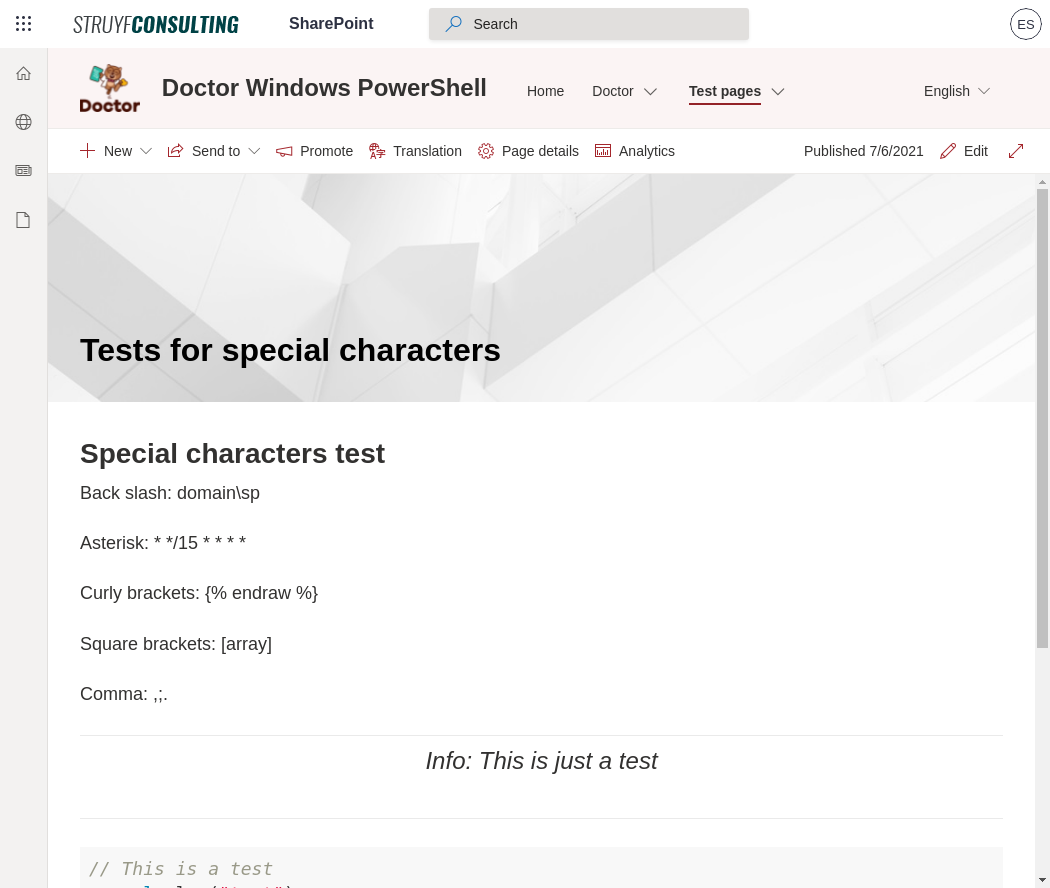 STRUYFCONSULTING SharePoint Search ES
Doctor Doctor Windows PowerShell Home Doctor Test pages English
New Send to Promote Translation Page details Analytics Published 7/6/2021 Edit
Tests for special characters
Special characters test
Back slash: domain\sp
Asterisk: * */15 * * * *
Curly brackets: {% endraw %}
Square brackets: [array]
Comma: ,;.
Info: This is just a test
// This is a test